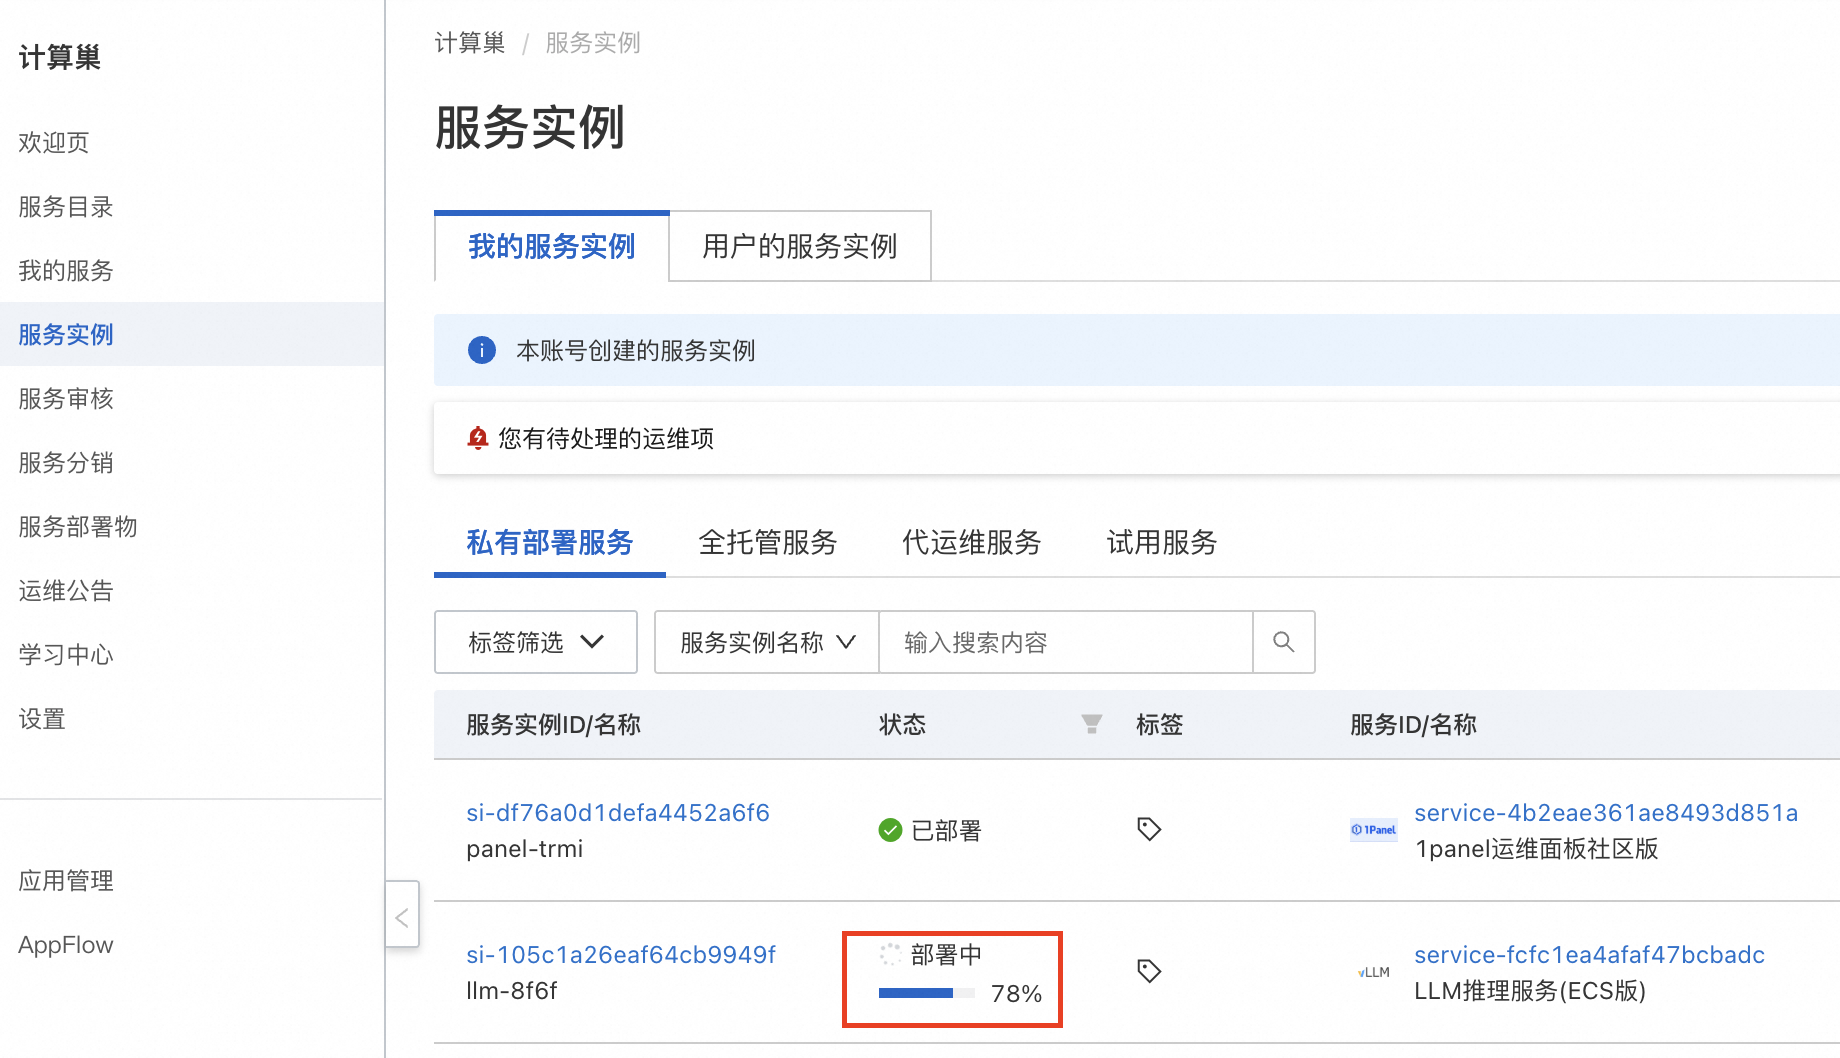 计算巢
欢迎页
服务目录
我的服务
服务实例
服务审核
服务分销
服务部署物
运维公告
学习中心
设置
应用管理
AppFlow
计算巢 / 服务实例
服务实例
我的服务实例 用户的服务实例
本账号创建的服务实例
您有待处理的运维项
私有部署服务 全托管服务 代运维服务 试用服务
标签筛选 服务实例名称 输入搜索内容
服务实例ID/名称 状态 标签 服务ID/名称
si-df76a0d1defa4452a6f6
panel-trmi
已部署
1Panel
service-4b2eae361ae8493d851a
1panel运维面板社区版
si-105c1a26eaf64cb9949f
llm-8f6f
部署中
78%
vLLM
service-fcfc1ea4afaf47bcbadc
LLM推理服务(ECS版)